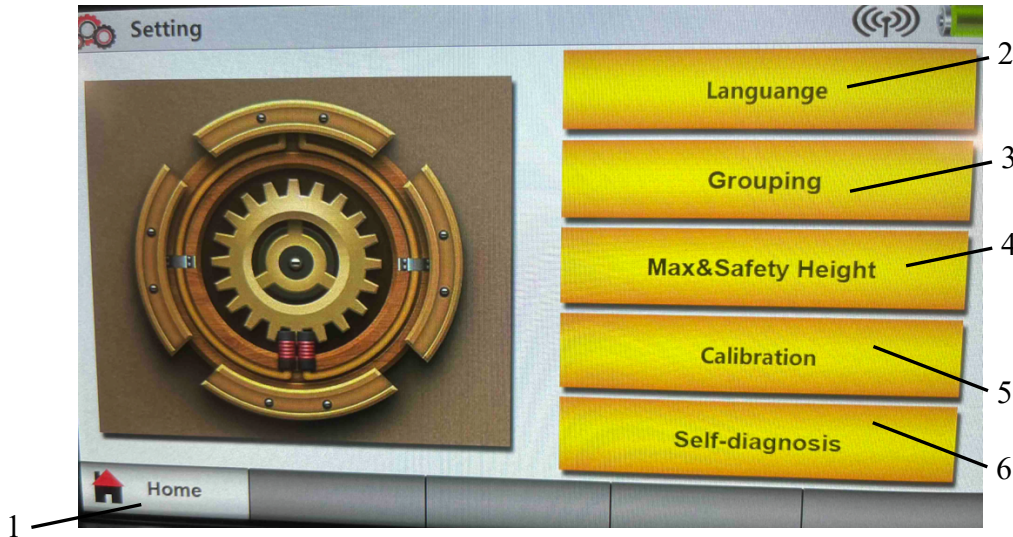 Setting
2
Languange
3
Grouping
4
Max&Safety Height
Calibration
5
Self-diagnosis
6
Home
1